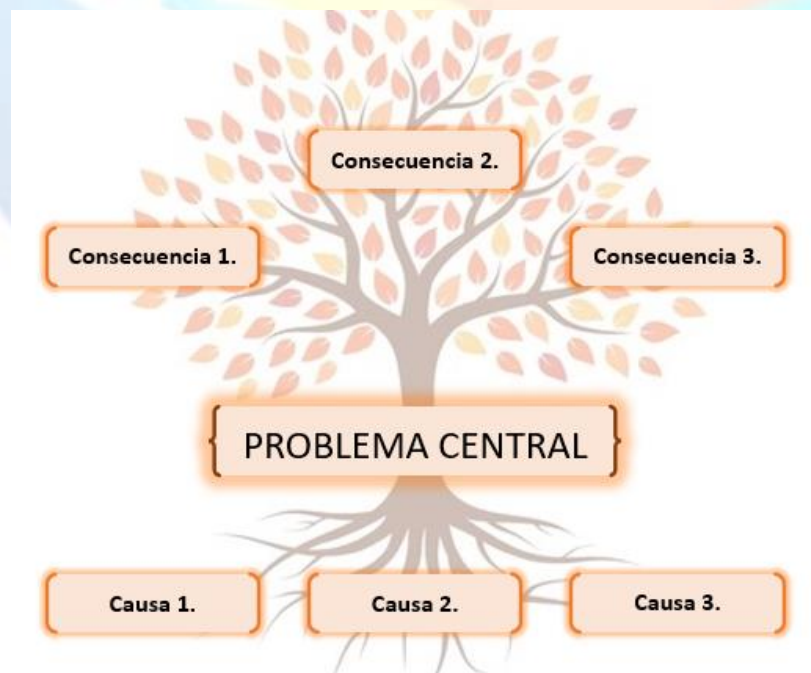 Consecuencia 2.
Consecuencia 1.
Consecuencia 3.
PROBLEMA CENTRAL
Causa 1.
Causa 2.
Causa 3.